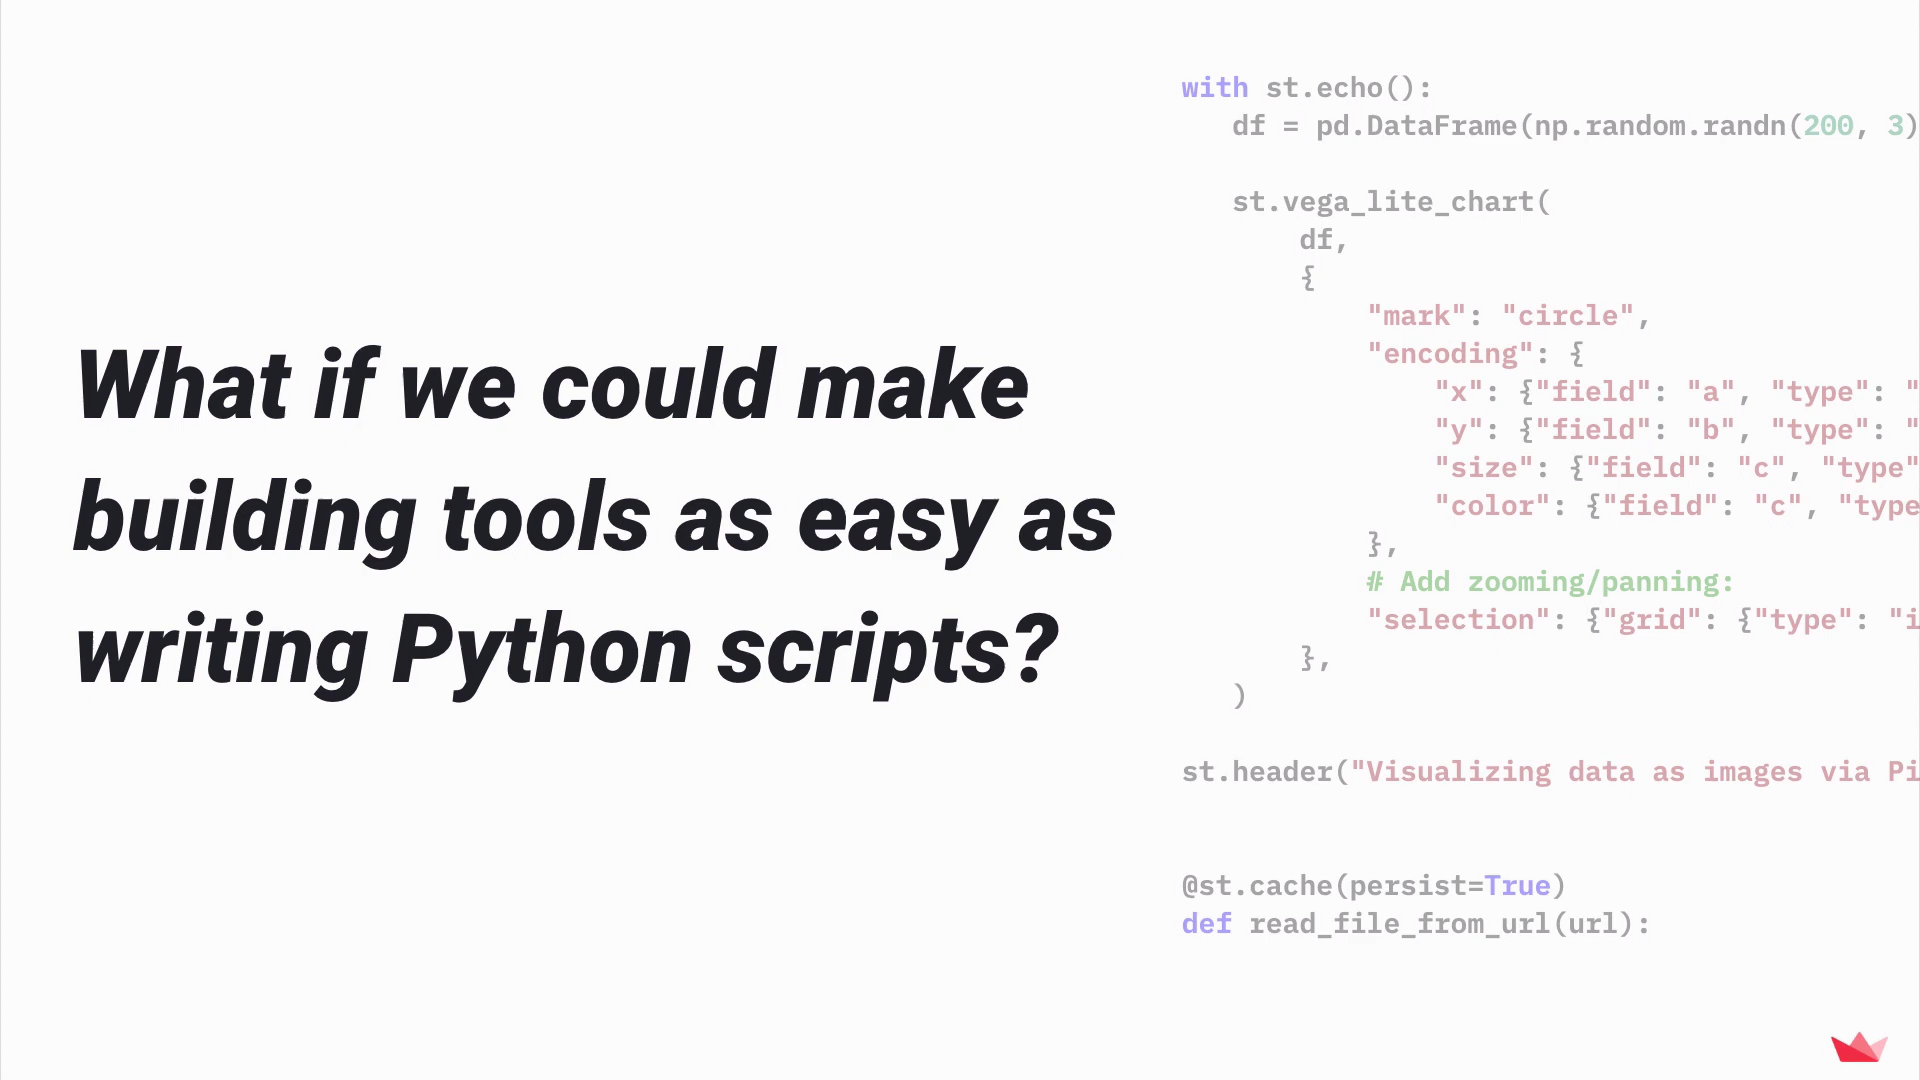 What if we could make
building tools as easy as
writing Python scripts?
with st.echo():
df = pd.DataFrame(np.random.randn(200, 3)
st.vega_lite_chart(
df,
{
"mark": "circle",
"encoding": {
"x": {"field": "a", "type": "
"y": {"field": "b", "type": "
"size": {"field": "c", "type"
"color": {"field": "c", "type
},
# Add zooming/panning:
"selection": {"grid": {"type": "i
},
)
st.header("Visualizing data as images via Pi
@st.cache(persist=True)
def read_file_from_url(url):